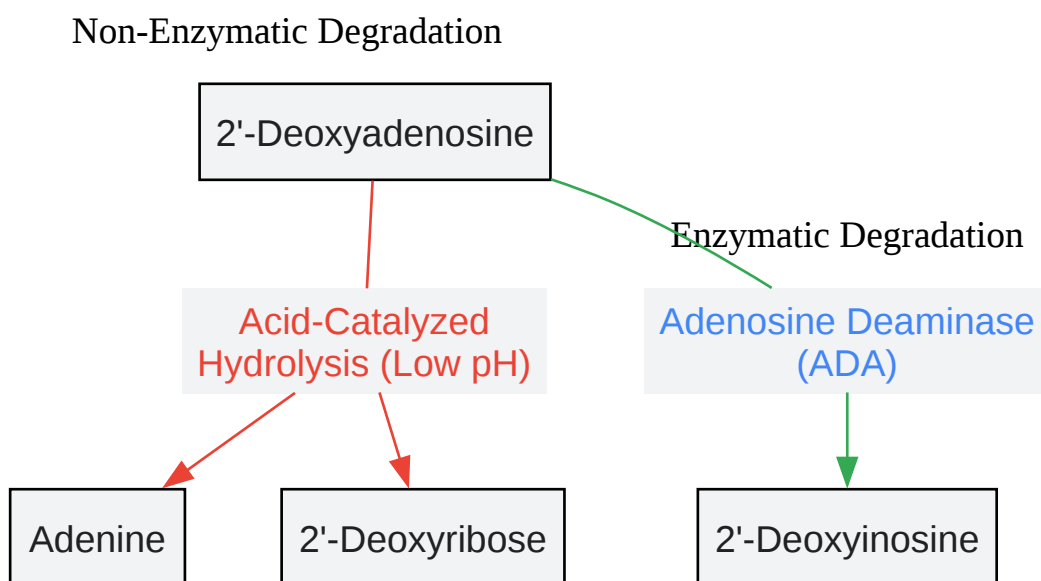 Non-Enzymatic Degradation
2'-Deoxyadenosine
Enzymatic Degradation
Acid-Catalyzed
Hydrolysis (Low pH)
Adenosine Deaminase
(ADA)
Adenine
2'-Deoxyribose
2'-Deoxyinosine